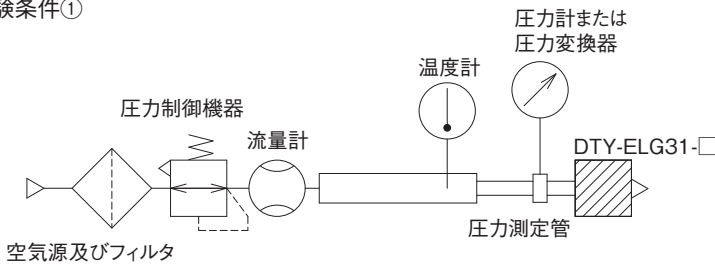 験条件①
圧力計または
圧力変換器
温度計
圧力制御機器
流量計
DTY-ELG31-□
圧力測定管
空気源及びフィルタ